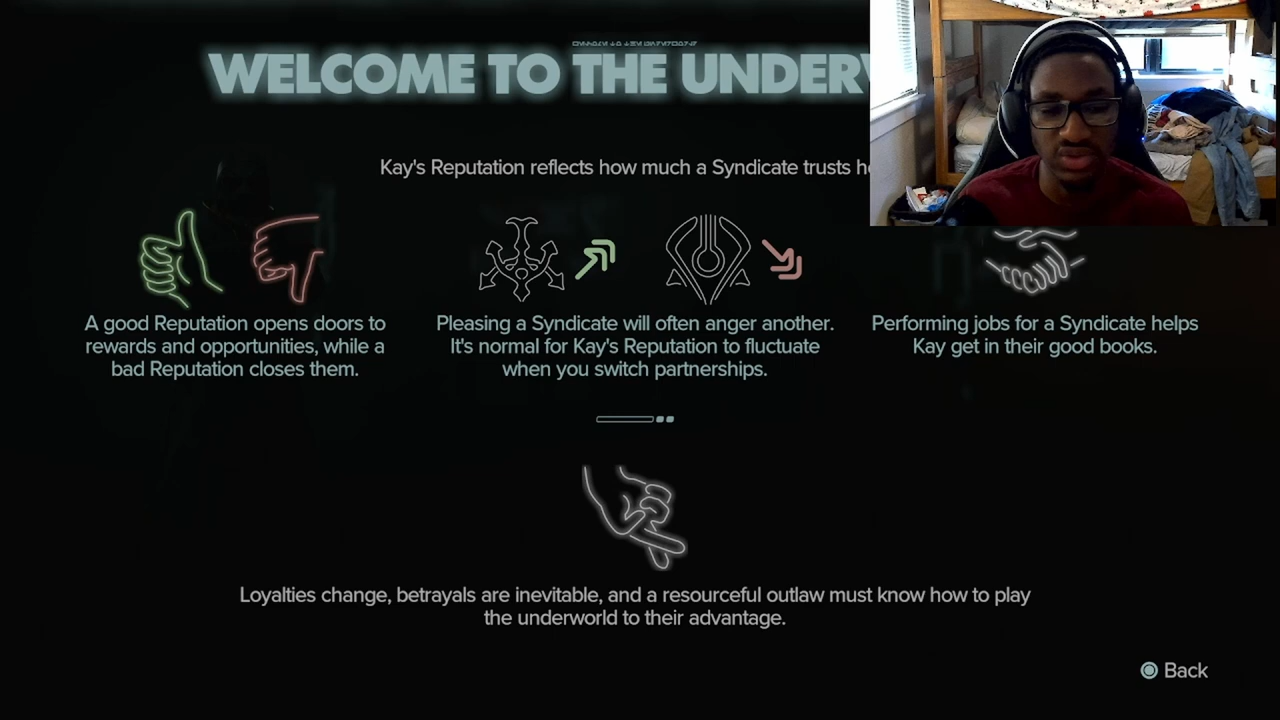 WELCOME TO THE
Kay's Reputation reflects how much a Syndicate trusts
A good Reputation opens doors to
rewards and opportunities, while a
bad Reputation closes them.
Pleasing a Syndicate will often anger another.
It's normal for Kay's Reputation to fluctuate
when you switch partnerships.
Performing jobs for a Syndicate helps
Kay get in their good books.
Loyalties change, betrayals are inevitable, and a resourceful outlaw must know how to play
the underworld to their advantage.
Back